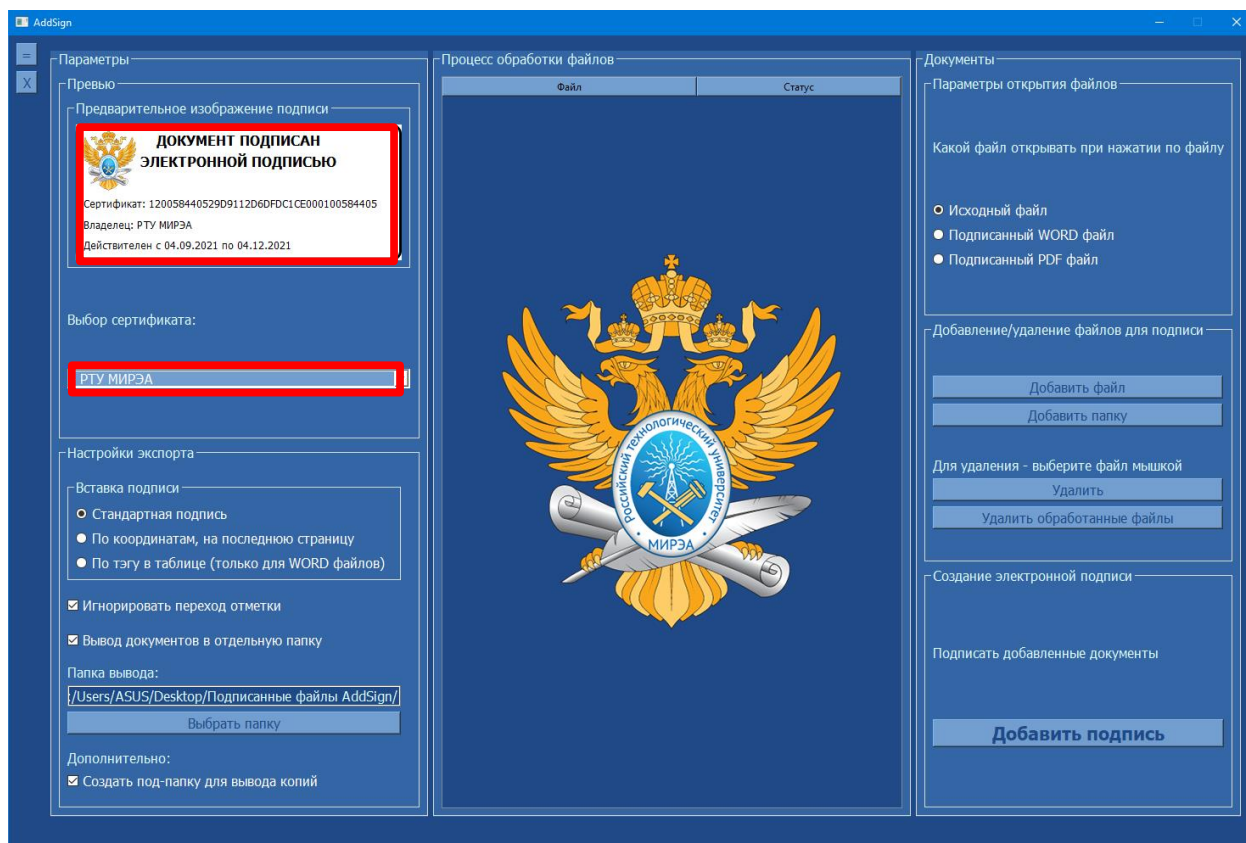 AddSign
=
X
Параметры
Превью
Предварительное изображение подписи
ДОКУМЕНТ ПОДПИСАН
ЭЛЕКТРОННОЙ ПОДПИСЬЮ
Сертификат: 120058440529D9112D6DFDC1CE000100584405
Владелец: РТУ МИРЭА
Действителен с 04.09.2021 по 04.12.2021
Выбор сертификата:
РТУ МИРЭА
Настройки экспорта
Вставка подписи
Стандартная подпись
По координатам, на последнюю страницу
По тэгу в таблице (только для WORD файлов)
Игнорировать переход отметки
Вывод документов в отдельную папку
Папка вывода:
:/Users/ASUS/Desktop/Подписанные файлы AddSign/
Выбрать папку
Дополнительно:
Создать под-папку для вывода копий
Процесс обработки файлов
Файл Статус
Российский технологический университет
МИРЭА
Документы
Параметры открытия файлов
Какой файл открывать при нажатии по файлу
Исходный файл
Подписанный WORD файл
Подписанный PDF файл
Добавление/удаление файлов для подписи
Добавить файл
Добавить папку
Для удаления - выберите файл мышкой
Удалить
Удалить обработанные файлы
Создание электронной подписи
Подписать добавленные документы
Добавить подпись